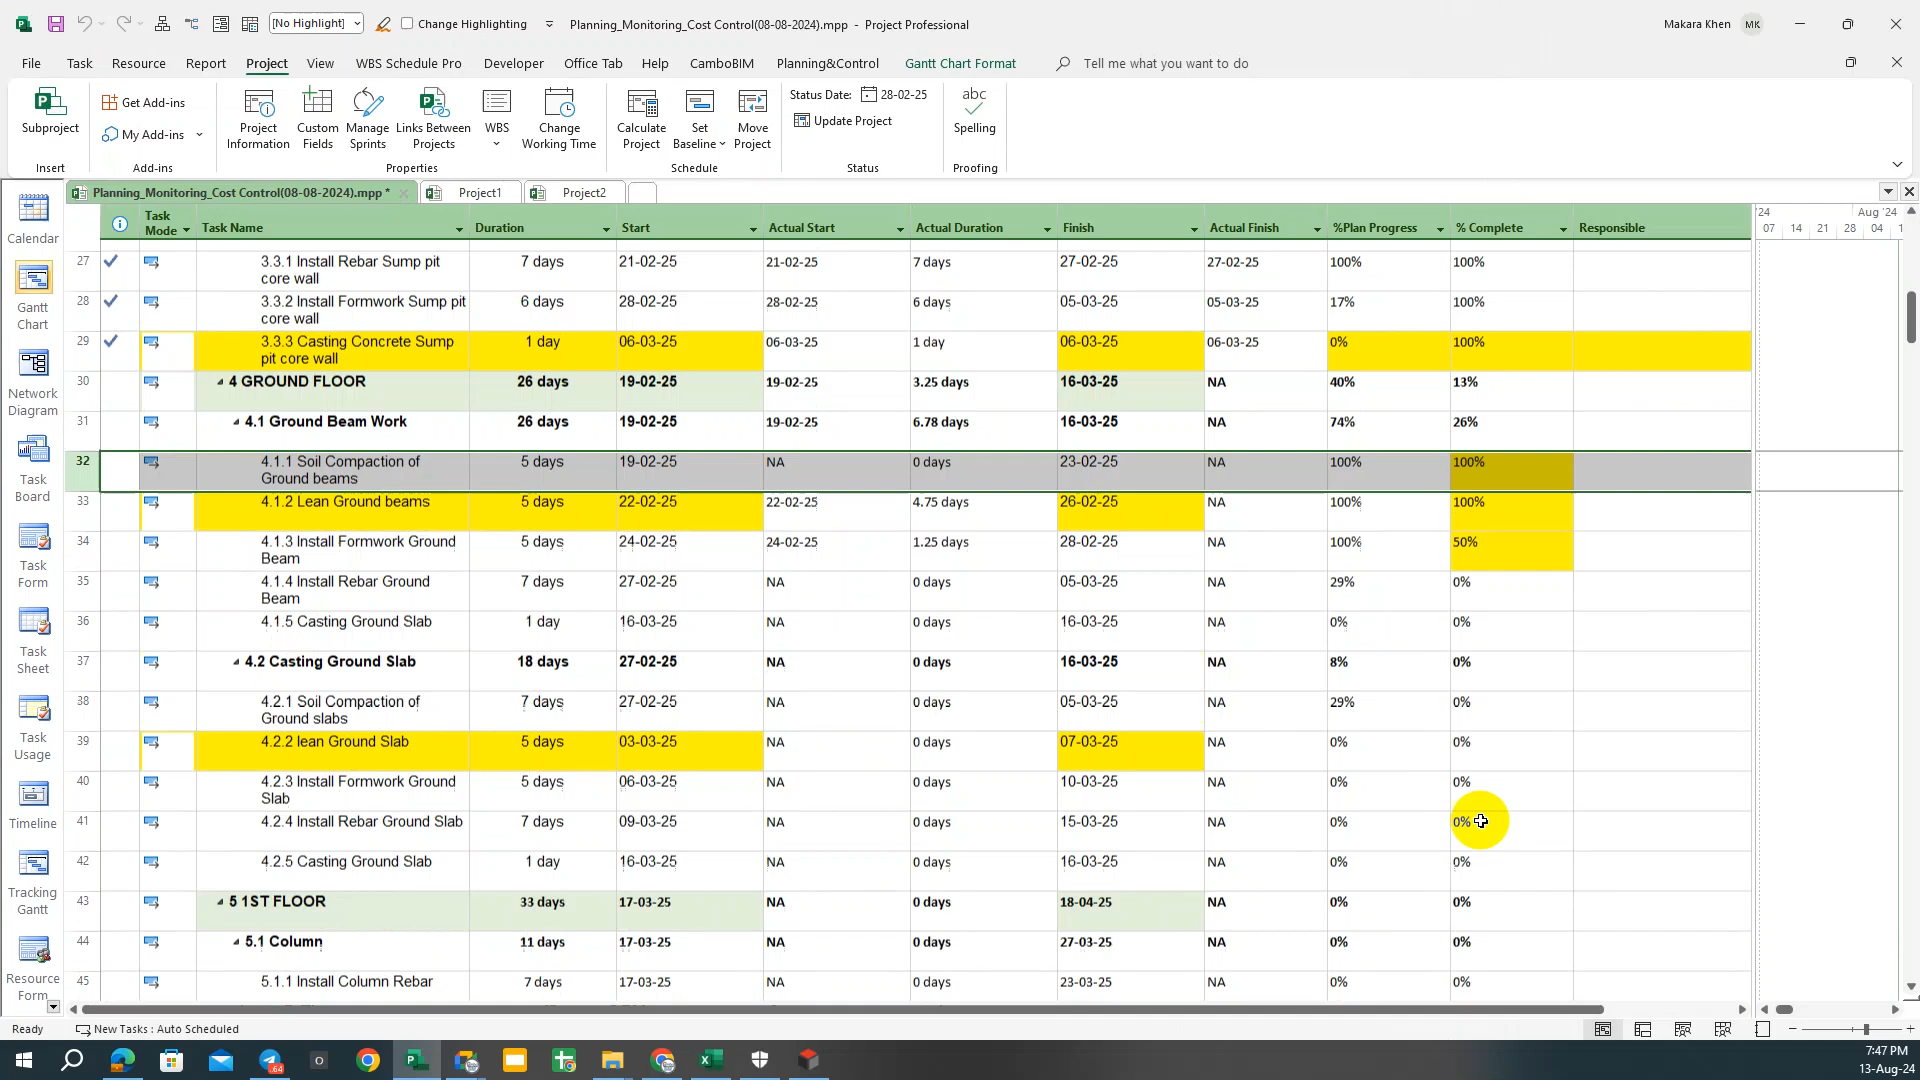 [No Highlight]
Change Highlighting
Planning_Monitoring_Cost Control(08-08-2024).mpp - Project Professional
Makara Khen
MK
File Task Resource Report Project View WBS Schedule Pro Developer Office Tab Help CamboBIM Planning&Control Gantt Chart Format Tell me what you want to do
Subproject
Insert
Get Add-ins
My Add-ins
Add-ins
Project Information
Custom Fields
Manage Sprints
Links Between Projects
WBS
Change Working Time
Properties
Calculate Project
Set Baseline
Move Project
Schedule
Status Date: 28-02-25
Update Project
Status
abc
Spelling
Proofing
Planning_Monitoring_Cost Control(08-08-2024).mpp *
Project1
Project2
Calendar
Gantt Chart
Network Diagram
Task Board
Task Form
Task Sheet
Task Usage
Timeline
Tracking Gantt
Resource Form
Task Mode Task Name Duration Start Actual Start Actual Duration Finish Actual Finish %Plan Progress % Complete Responsible
'24 Aug '24
07 14 21 28 04
27 3.3.1 Install Rebar Sump pit core wall 7 days 21-02-25 21-02-25 7 days 27-02-25 27-02-25 100% 100%
28 3.3.2 Install Formwork Sump pit core wall 6 days 28-02-25 28-02-25 6 days 05-03-25 05-03-25 17% 100%
29 3.3.3 Casting Concrete Sump pit core wall 1 day 06-03-25 06-03-25 1 day 06-03-25 06-03-25 0% 100%
30 4 GROUND FLOOR 26 days 19-02-25 19-02-25 3.25 days 16-03-25 NA 40% 13%
31 4.1 Ground Beam Work 26 days 19-02-25 19-02-25 6.78 days 16-03-25 NA 74% 26%
32 4.1.1 Soil Compaction of Ground beams 5 days 19-02-25 NA 0 days 23-02-25 NA 100% 100%
33 4.1.2 Lean Ground beams 5 days 22-02-25 22-02-25 4.75 days 26-02-25 NA 100% 100%
34 4.1.3 Install Formwork Ground Beam 5 days 24-02-25 24-02-25 1.25 days 28-02-25 NA 100% 50%
35 4.1.4 Install Rebar Ground Beam 7 days 27-02-25 NA 0 days 05-03-25 NA 29% 0%
36 4.1.5 Casting Ground Slab 1 day 16-03-25 NA 0 days 16-03-25 NA 0% 0%
37 4.2 Casting Ground Slab 18 days 27-02-25 NA 0 days 16-03-25 NA 8% 0%
38 4.2.1 Soil Compaction of Ground slabs 7 days 27-02-25 NA 0 days 05-03-25 NA 29% 0%
39 4.2.2 lean Ground Slab 5 days 03-03-25 NA 0 days 07-03-25 NA 0% 0%
40 4.2.3 Install Formwork Ground Slab 5 days 06-03-25 NA 0 days 10-03-25 NA 0% 0%
41 4.2.4 Install Rebar Ground Slab 7 days 09-03-25 NA 0 days 15-03-25 NA 0% 0%
42 4.2.5 Casting Ground Slab 1 day 16-03-25 NA 0 days 16-03-25 NA 0% 0%
43 5 1ST FLOOR 33 days 17-03-25 NA 0 days 18-04-25 NA 0% 0%
44 5.1 Column 11 days 17-03-25 NA 0 days 27-03-25 NA 0% 0%
45 5.1.1 Install Column Rebar 7 days 17-03-25 NA 0 days 23-03-25 NA 0% 0%
Ready
New Tasks : Auto Scheduled
7:47 PM
13-Aug-24